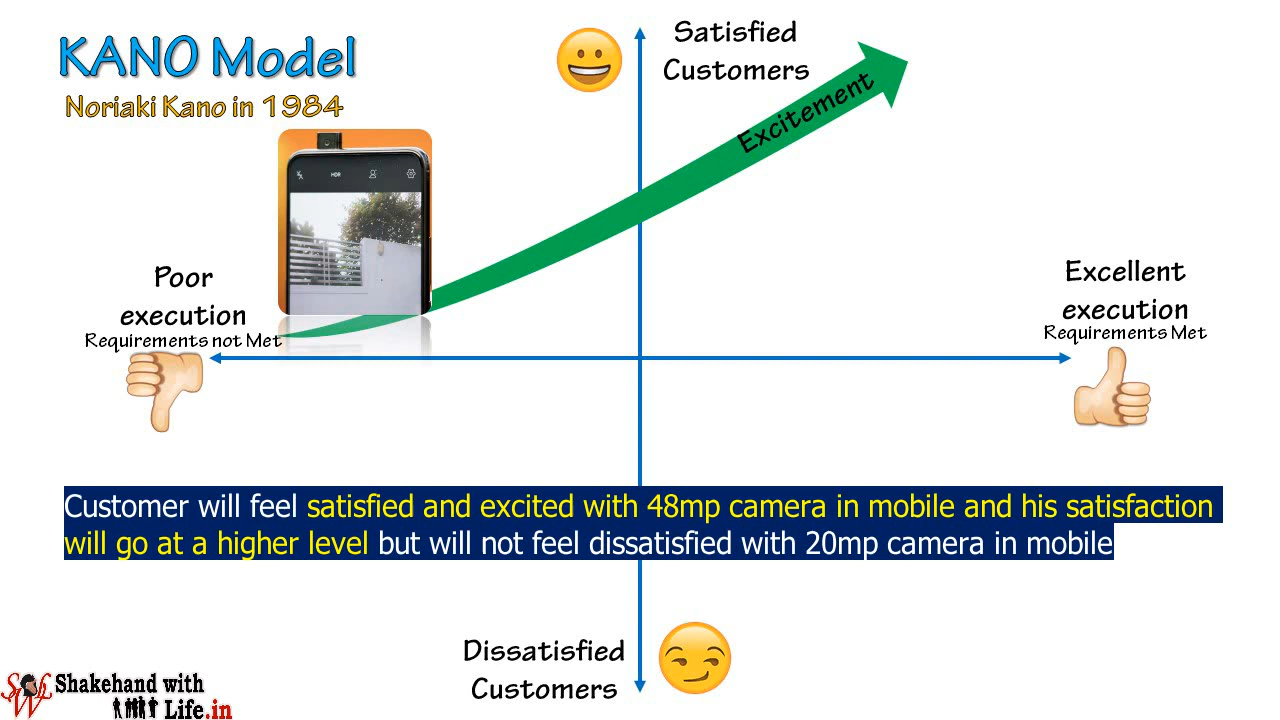 KANO Model
Noriaki Kano in 1984
Satisfied
Customers
Excitement
HDR
Poor
execution
Requirements not Met
Excellent
execution
Requirements Met
Customer will feel satisfied and excited with 48mp camera in mobile and his satisfaction
will go at a higher level but will not feel dissatisfied with 20mp camera in mobile
Dissatisfied
Customers
SWL
Shakehand with
Life.in